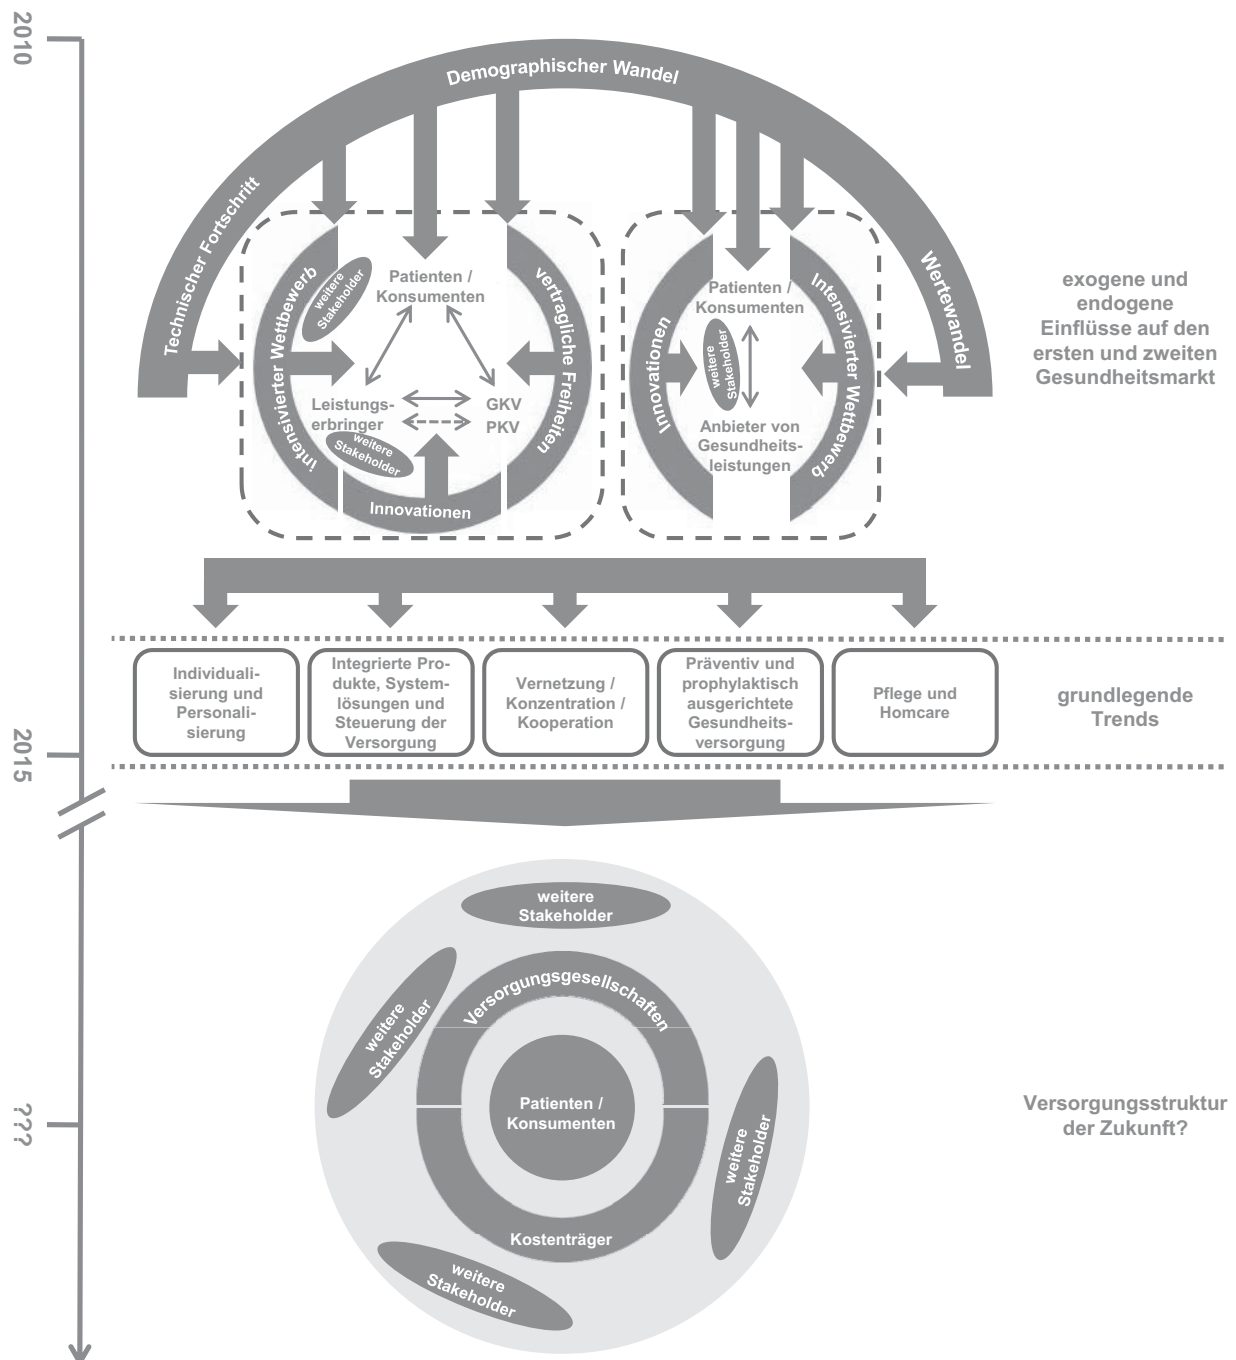 2010
Demographischer Wandel
Technischer Fortschritt
Wertewandel
exogene und
endogene
Einflüsse auf den
ersten und zweiten
Gesundheitsmarkt
intensivierter Wettbewerb
weitere
Stakeholder
Patienten /
Konsumenten
vertragliche Freiheiten
Leistungs-
erbringer
GKV
PKV
weitere
Stakeholder
Innovationen
Innovationen
Patienten /
Konsumenten
weitere
Stakeholder
Anbieter von
Gesundheits-
leistungen
Intensivierter Wettbewerb
Individuali-
sierung und
Personali-
sierung
Integrierte Pro-
dukte, System-
lösungen und
Steuerung der
Versorgung
Vernetzung /
Konzentration /
Kooperation
Präventiv und
prophylaktisch
ausgerichtete
Gesundheits-
versorgung
Pflege und
Homcare
grundlegende
Trends
2015
weitere
Stakeholder
weitere
Stakeholder
Versorgungsgesellschaften
Patienten /
Konsumenten
Kostenträger
weitere
Stakeholder
weitere
Stakeholder
???
Versorgungsstruktur
der Zukunft?